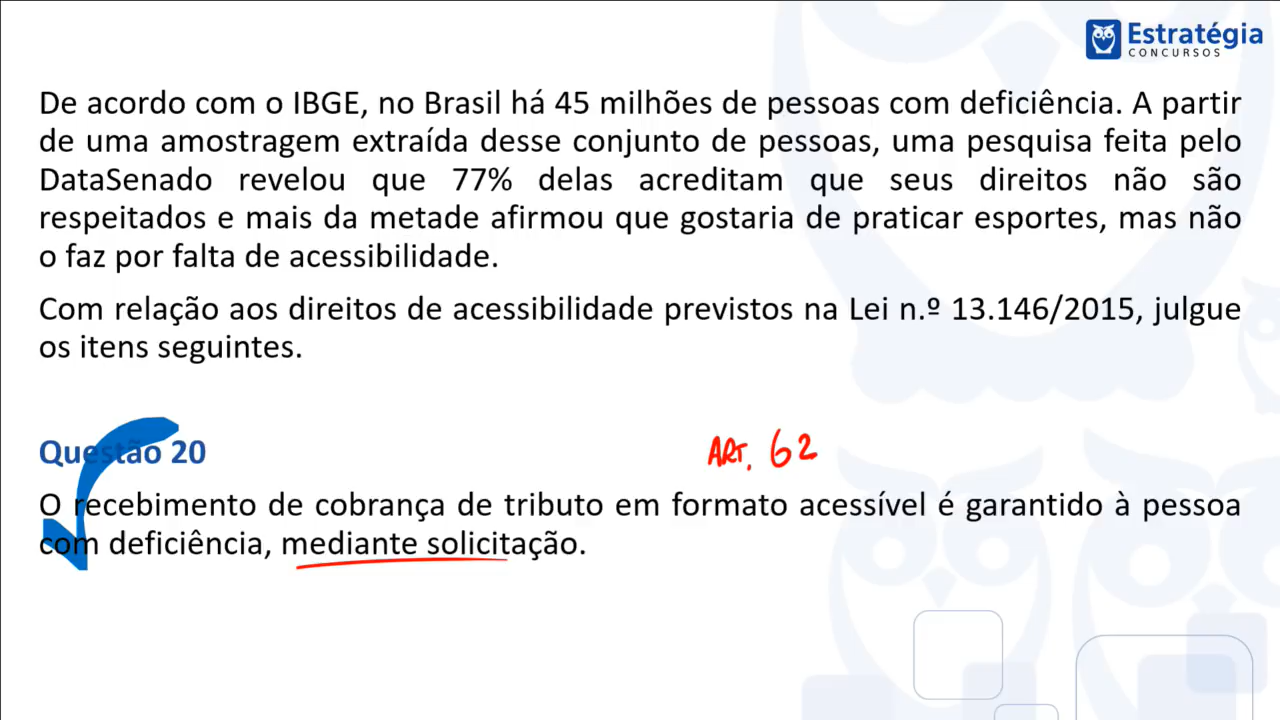 Estratégia
CONCURSOS
De acordo com o IBGE, no Brasil há 45 milhões de pessoas com deficiência. A partir
de uma amostragem extraída desse conjunto de pessoas, uma pesquisa feita pelo
DataSenado revelou que 77% delas acreditam que seus direitos não são
respeitados e mais da metade afirmou que gostaria de praticar esportes, mas não
o faz por falta de acessibilidade.
Com relação aos direitos de acessibilidade previstos na Lei n.º 13.146/2015, julgue
os itens seguintes.
Questão 20
ART. 62
O recebimento de cobrança de tributo em formato acessível é garantido à pessoa
com deficiência, mediante solicitação.